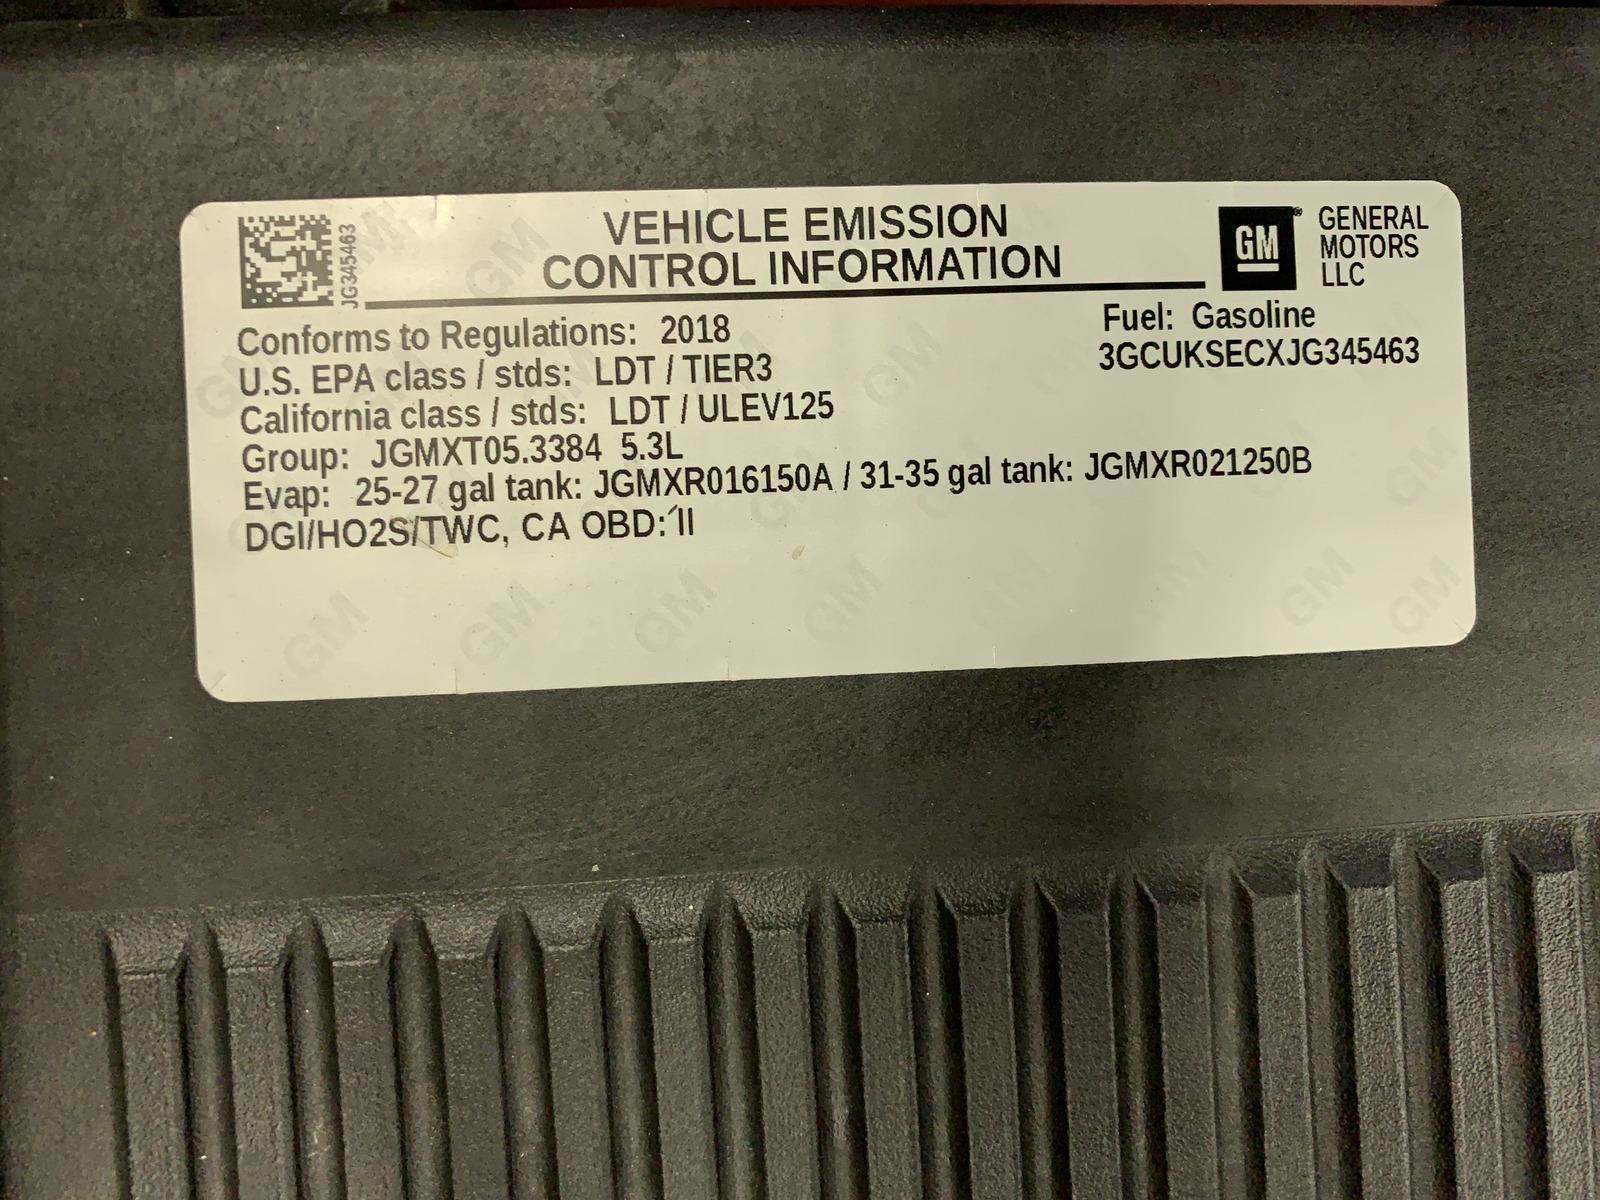 JG345463
VEHICLE EMISSION
CONTROL INFORMATION
GM
GENERAL
MOTORS
LLC
Conforms to Regulations: 2018
Fuel: Gasoline
U.S. EPA class / stds: LDT / TIER3
3GCUKSECXJG345463
California class / stds: LDT / ULEV125
Group: JGMXT05.3384 5.3L
Evap: 25-27 gal tank: JGMXR016150A / 31-35 gal tank: JGMXR021250B
DGI/HO2S/TWC, CA OBD: II